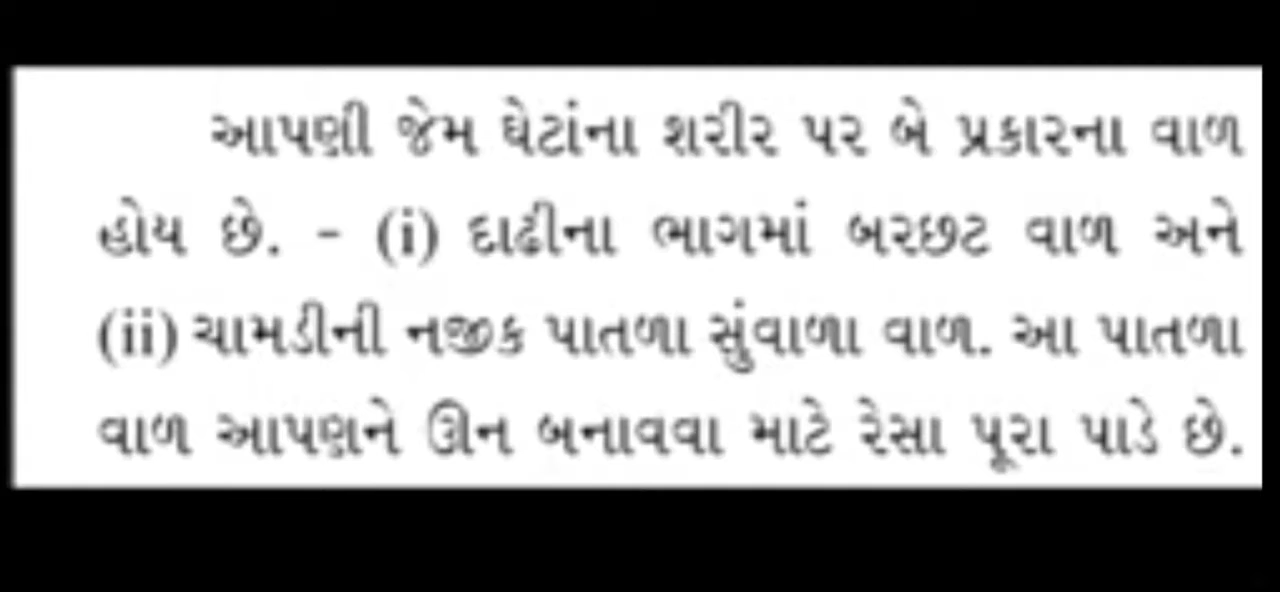 આપણી જેમ ઘેટાંના શરીર પર બે પ્રકારના વાળ
હોય છે. - (i) દાઢીના ભાગમાં બરછટ વાળ અને
(ii) ચામડીની નજીક પાતળા સુંવાળા વાળ. આ પાતળા
વાળ આપણને ઊન બનાવવા માટે રેસા પૂરા પાડે છે.